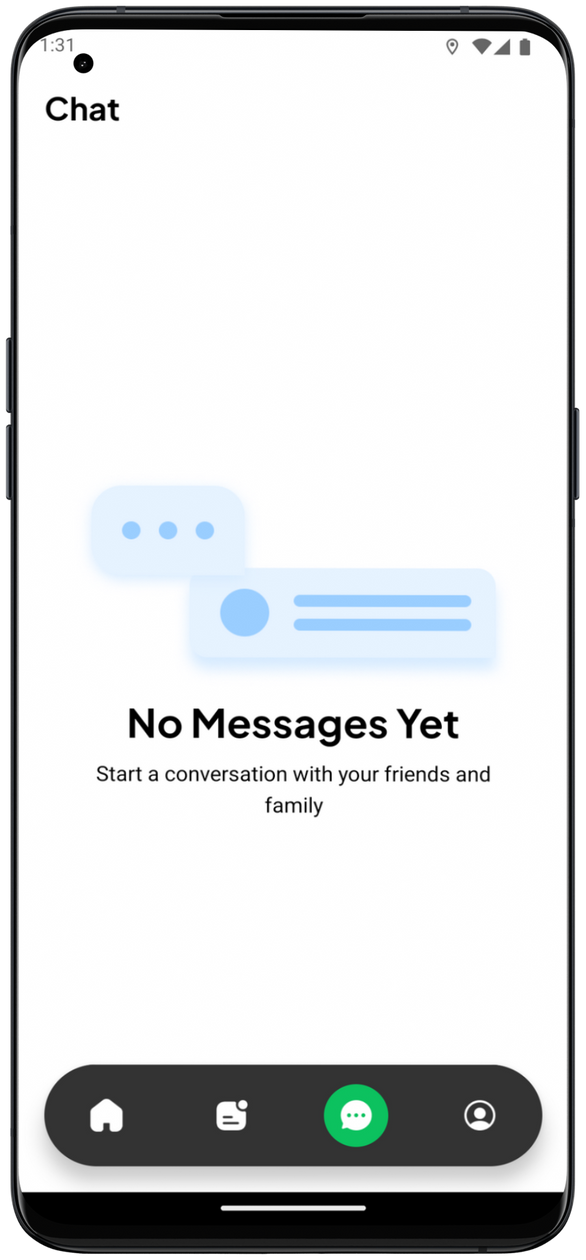 1:31
Chat
No Messages Yet
Start a conversation with your friends and
family